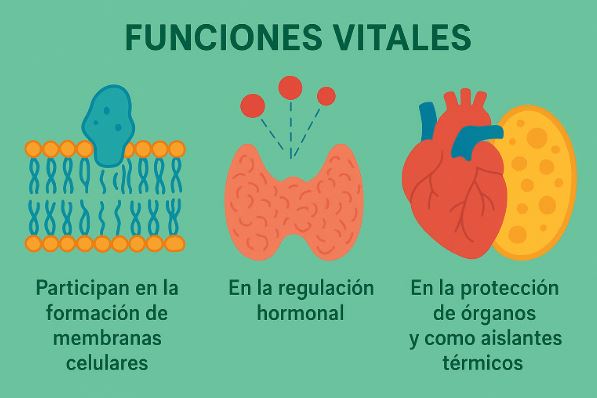 FUNCIONES VITALES
Participan en la
formación de
membranas
celulares
En la regulación
hormonal
En la protección
de órganos
y como aislantes
térmicos